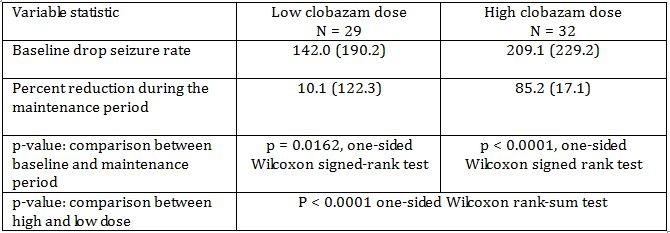 Variable statistic
Low clobazam dose
N = 29
High clobazam dose
N = 32
Baseline drop seizure rate
142.0 (190.2)
209.1 (229.2)
Percent reduction during the
maintenance period
10.1 (122.3)
85.2 (17.1)
p-value: comparison between
baseline and maintenance
period
p = 0.0162, one-sided
Wilcoxon signed-rank test
p < 0.0001, one-sided
Wilcoxon signed rank test
p-value: comparison between
high and low dose
P < 0.0001 one-sided Wilcoxon rank-sum test